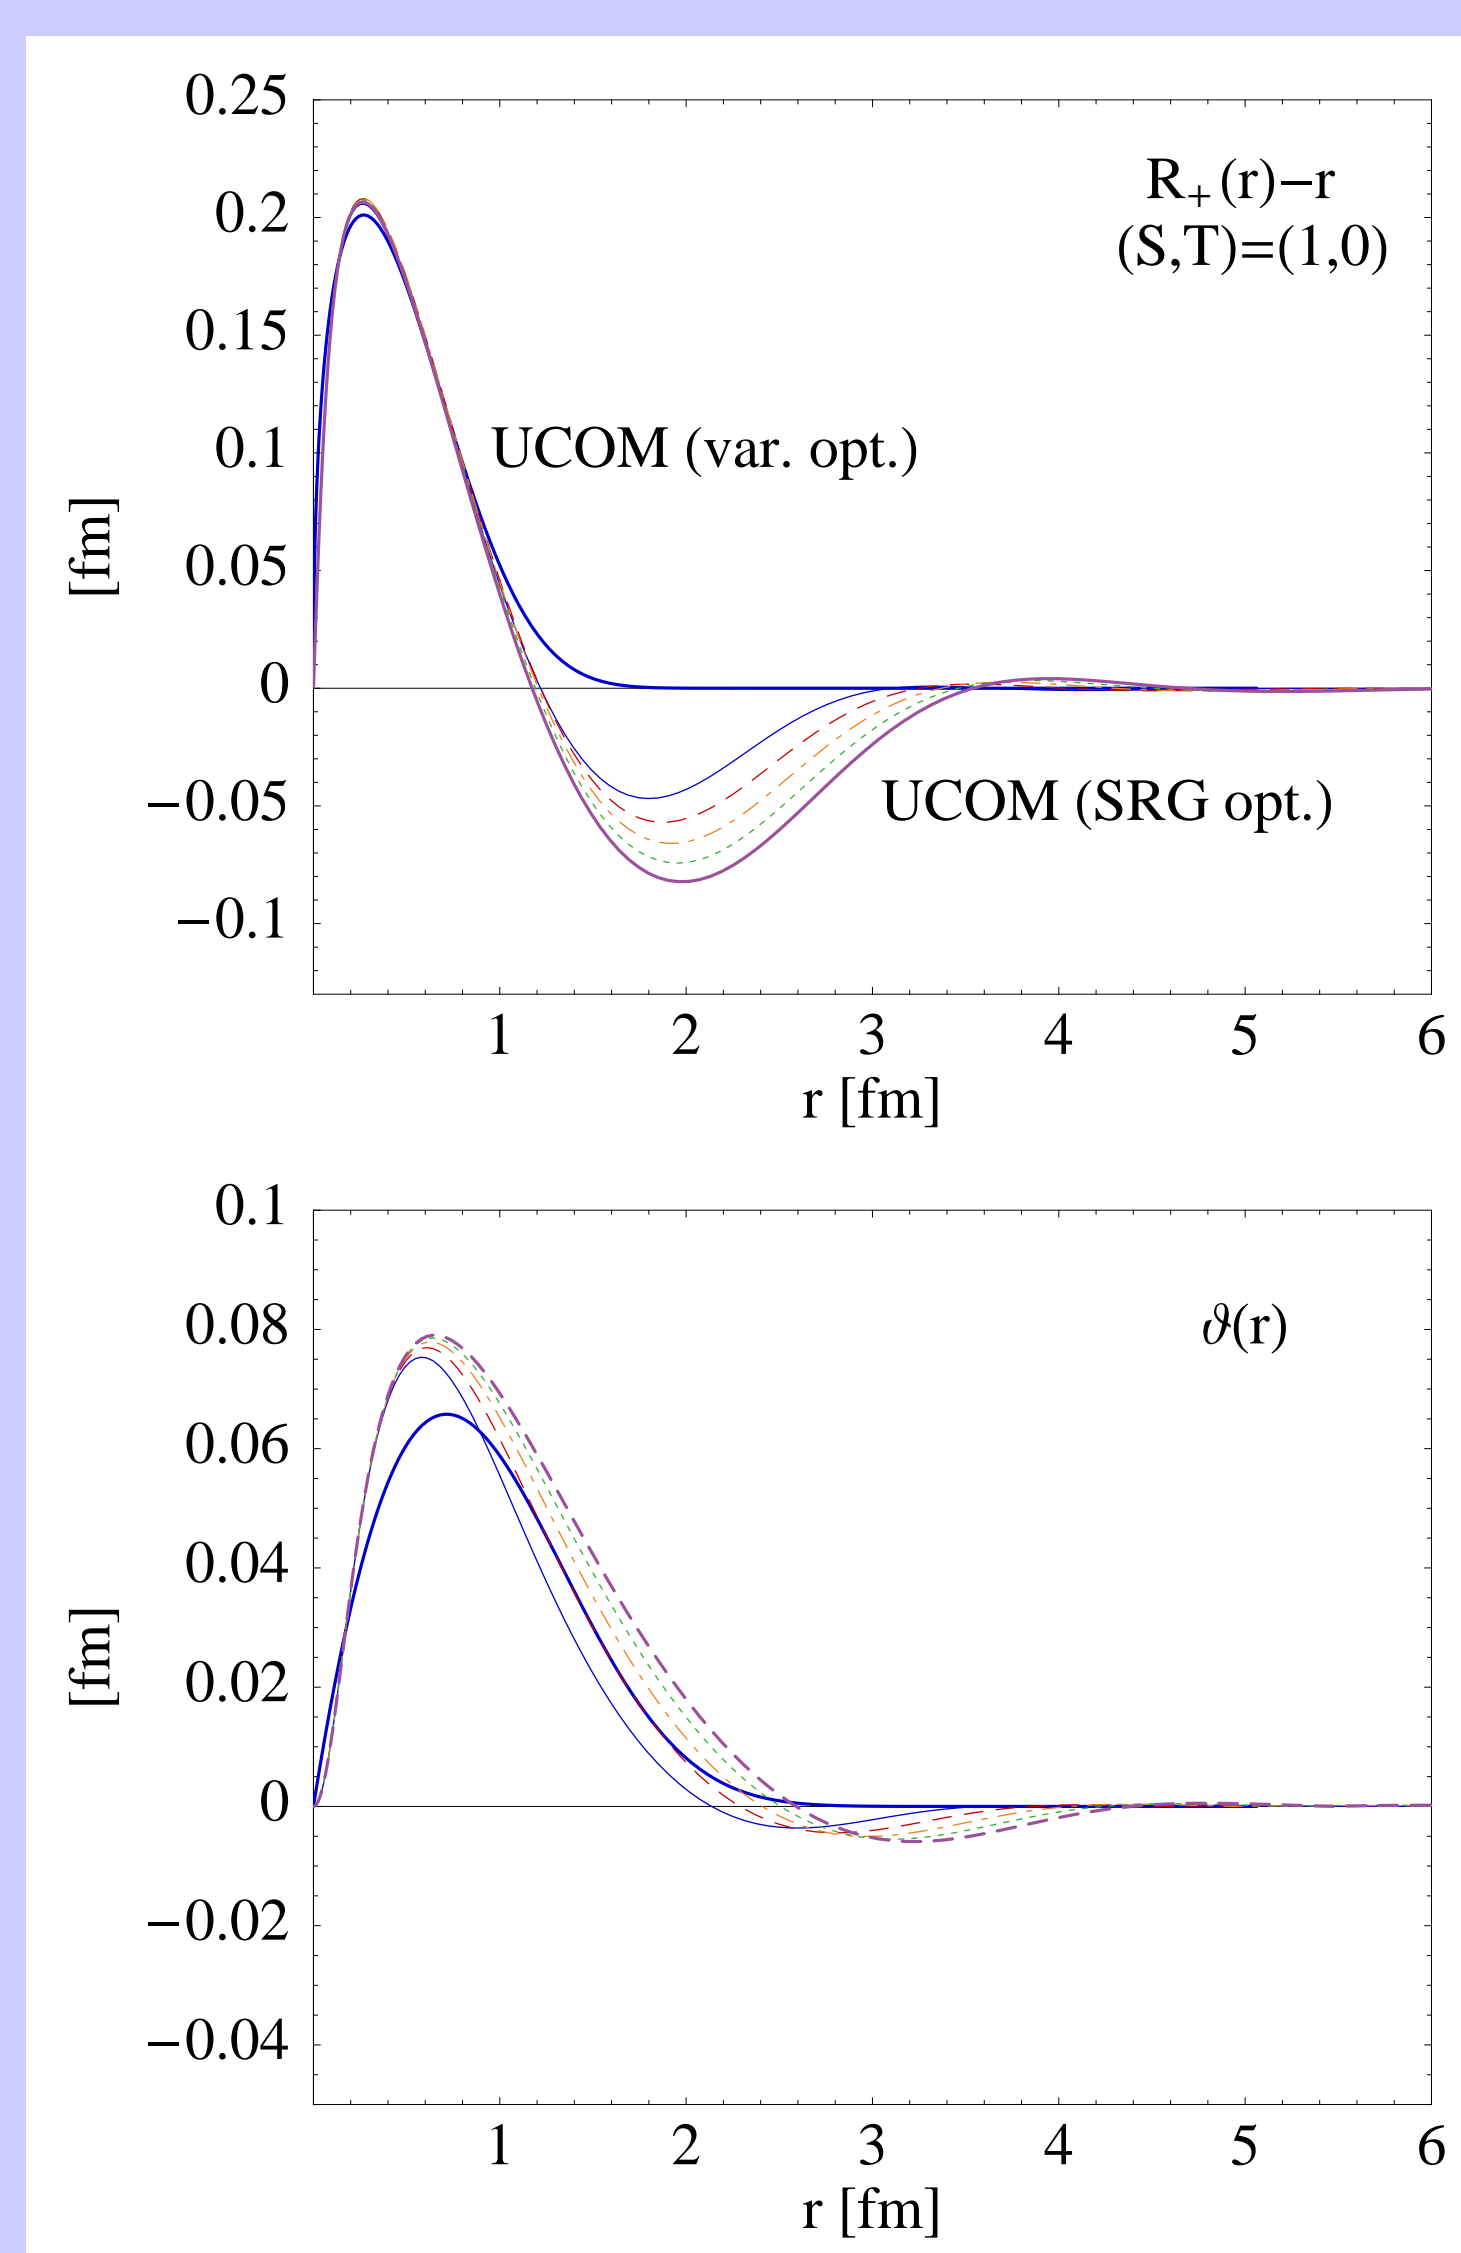 0.25
0.2
0.15
0.1
0.05
0
−0.05
−0.1
[fm]
R+(r)−r
(S,T)=(1,0)
UCOM (var. opt.)
UCOM (SRG opt.)
1 2 3 4 5 6
r [fm]
0.1
0.08
0.06
0.04
0.02
0
−0.02
−0.04
[fm]
ϑ(r)
1 2 3 4 5 6
r [fm]